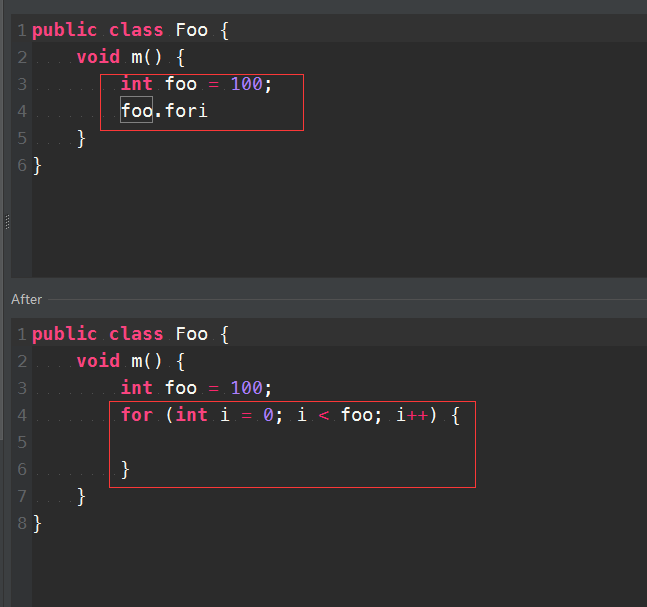 1 public class Foo {
2     void m() {
3         int foo = 100;
4         foo.fori
5     }
6 }
After
1 public class Foo {
2     void m() {
3         int foo = 100;
4         for (int i = 0; i < foo; i++) {
5
6         }
7     }
8 }